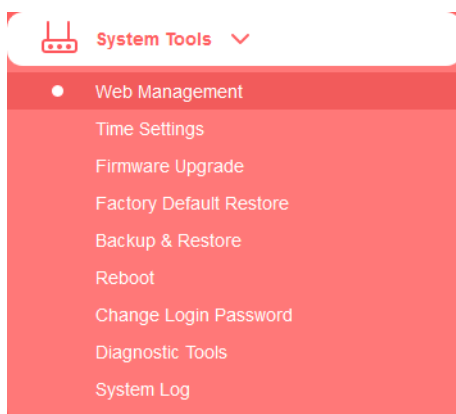 System Tools
Web Management
Time Settings
Firmware Upgrade
Factory Default Restore
Backup & Restore
Reboot
Change Login Password
Diagnostic Tools
System Log